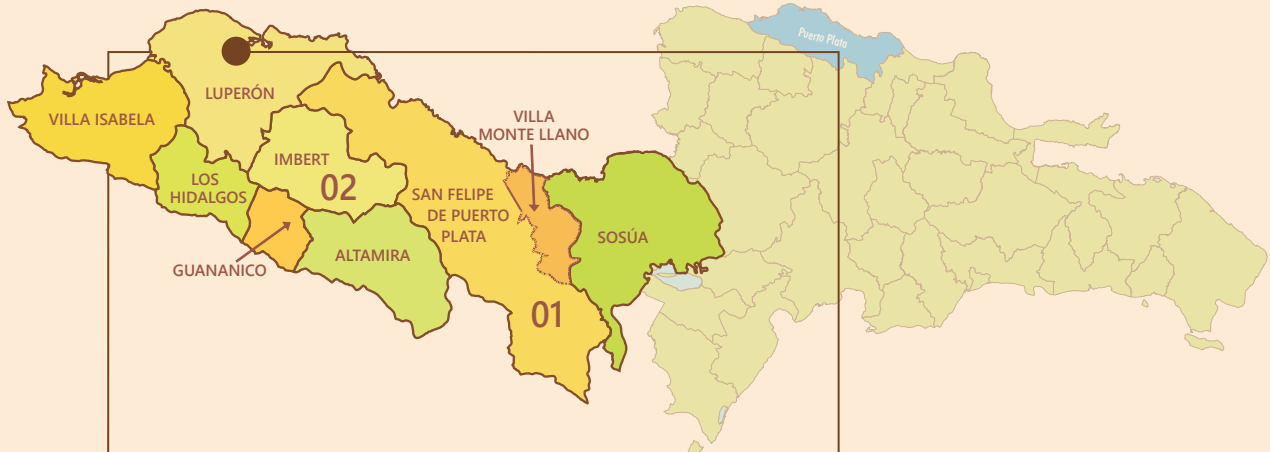 Puerto Plata
LUPERÓN
VILLA ISABELA
VILLA
MONTE LLANO
IMBERT
02
LOS
HIDALGOS
SAN FELIPE
DE PUERTO
PLATA
SOSÚA
GUANANICO
ALTAMIRA
01